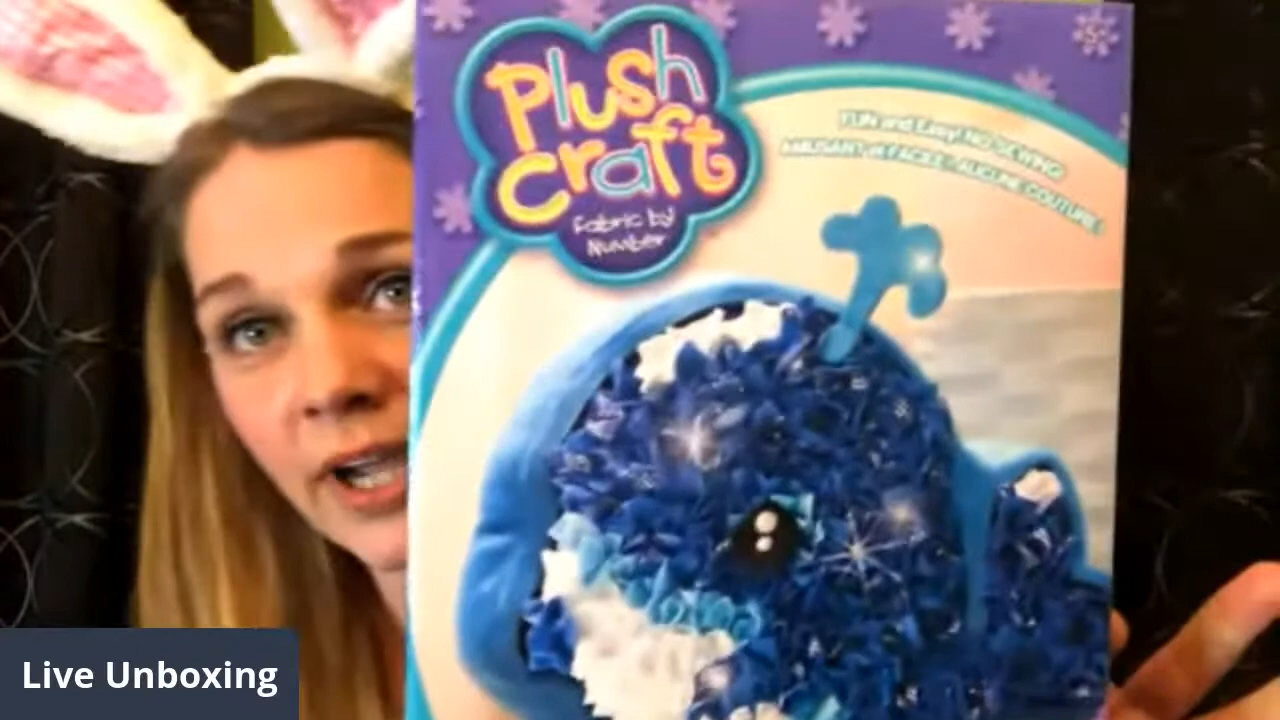 Plush
craft
Fabric by
Number
FUN and Easy! NO SEWING
AMUSANT et FACILE! AUCUNE COUTURE!
Live Unboxing